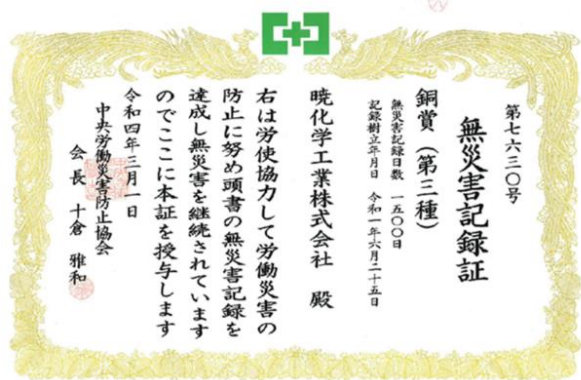 第七六三〇号
無災害記録証
銅賞（第三種）
無災害記録日数　一五〇〇日
記録樹立年月日　令和一年六月二十五日
暁化学工業株式会社　殿
右は労使協力して労働災害の
防止に努め頭書の無災害記録を
達成し無災害を継続されています
のでここに本証を授与します
令和四年三月一日
中央労働災害防止協会
会長　十倉　雅和